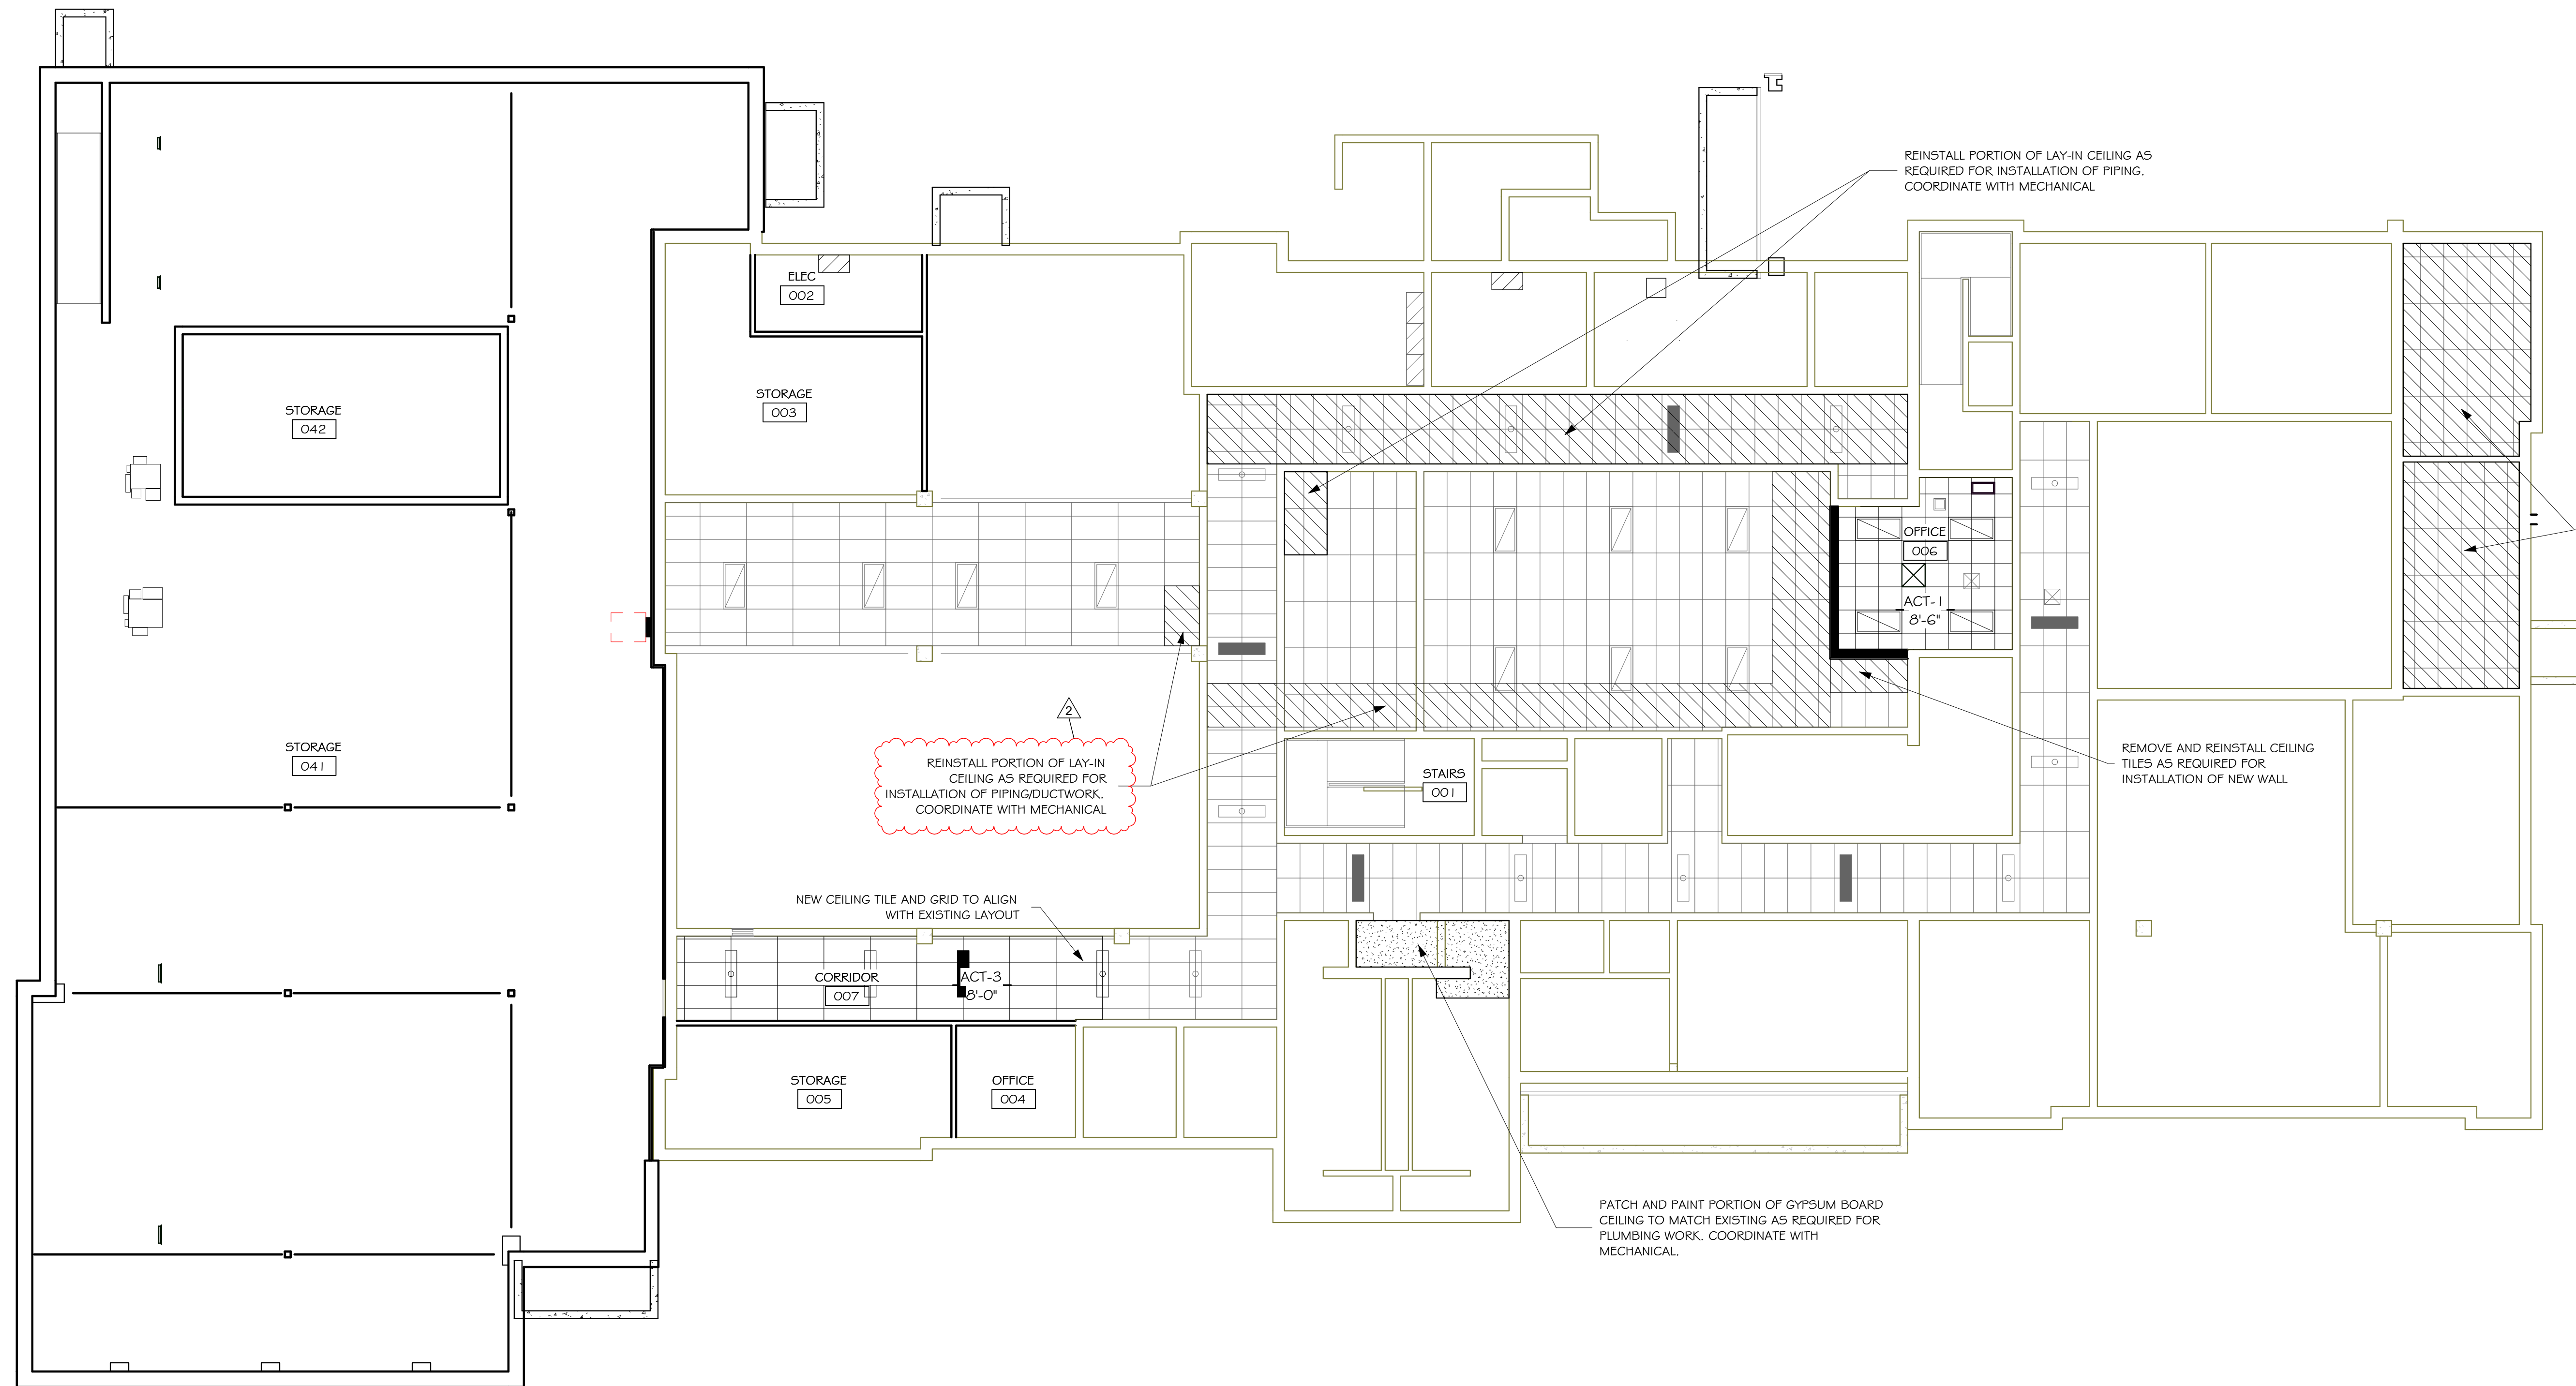 REINSTALL PORTION OF LAY-IN CEILING AS
REQUIRED FOR INSTALLATION OF PIPING.
COORDINATE WITH MECHANICAL
ELEC
002
STORAGE
003
STORAGE
042
OFFICE
006
ACT-1
8'-6"
2
REINSTALL PORTION OF LAY-IN
CEILING AS REQUIRED FOR
INSTALLATION OF PIPING/DUCTWORK.
COORDINATE WITH MECHANICAL
STORAGE
041
STAIRS
001
REMOVE AND REINSTALL CEILING
TILES AS REQUIRED FOR
INSTALLATION OF NEW WALL
NEW CEILING TILE AND GRID TO ALIGN
WITH EXISTING LAYOUT
CORRIDOR
007
ACT-3
8'-0"
STORAGE
005
OFFICE
004
PATCH AND PAINT PORTION OF GYPSUM BOARD
CEILING TO MATCH EXISTING AS REQUIRED FOR
PLUMBING WORK. COORDINATE WITH
MECHANICAL.